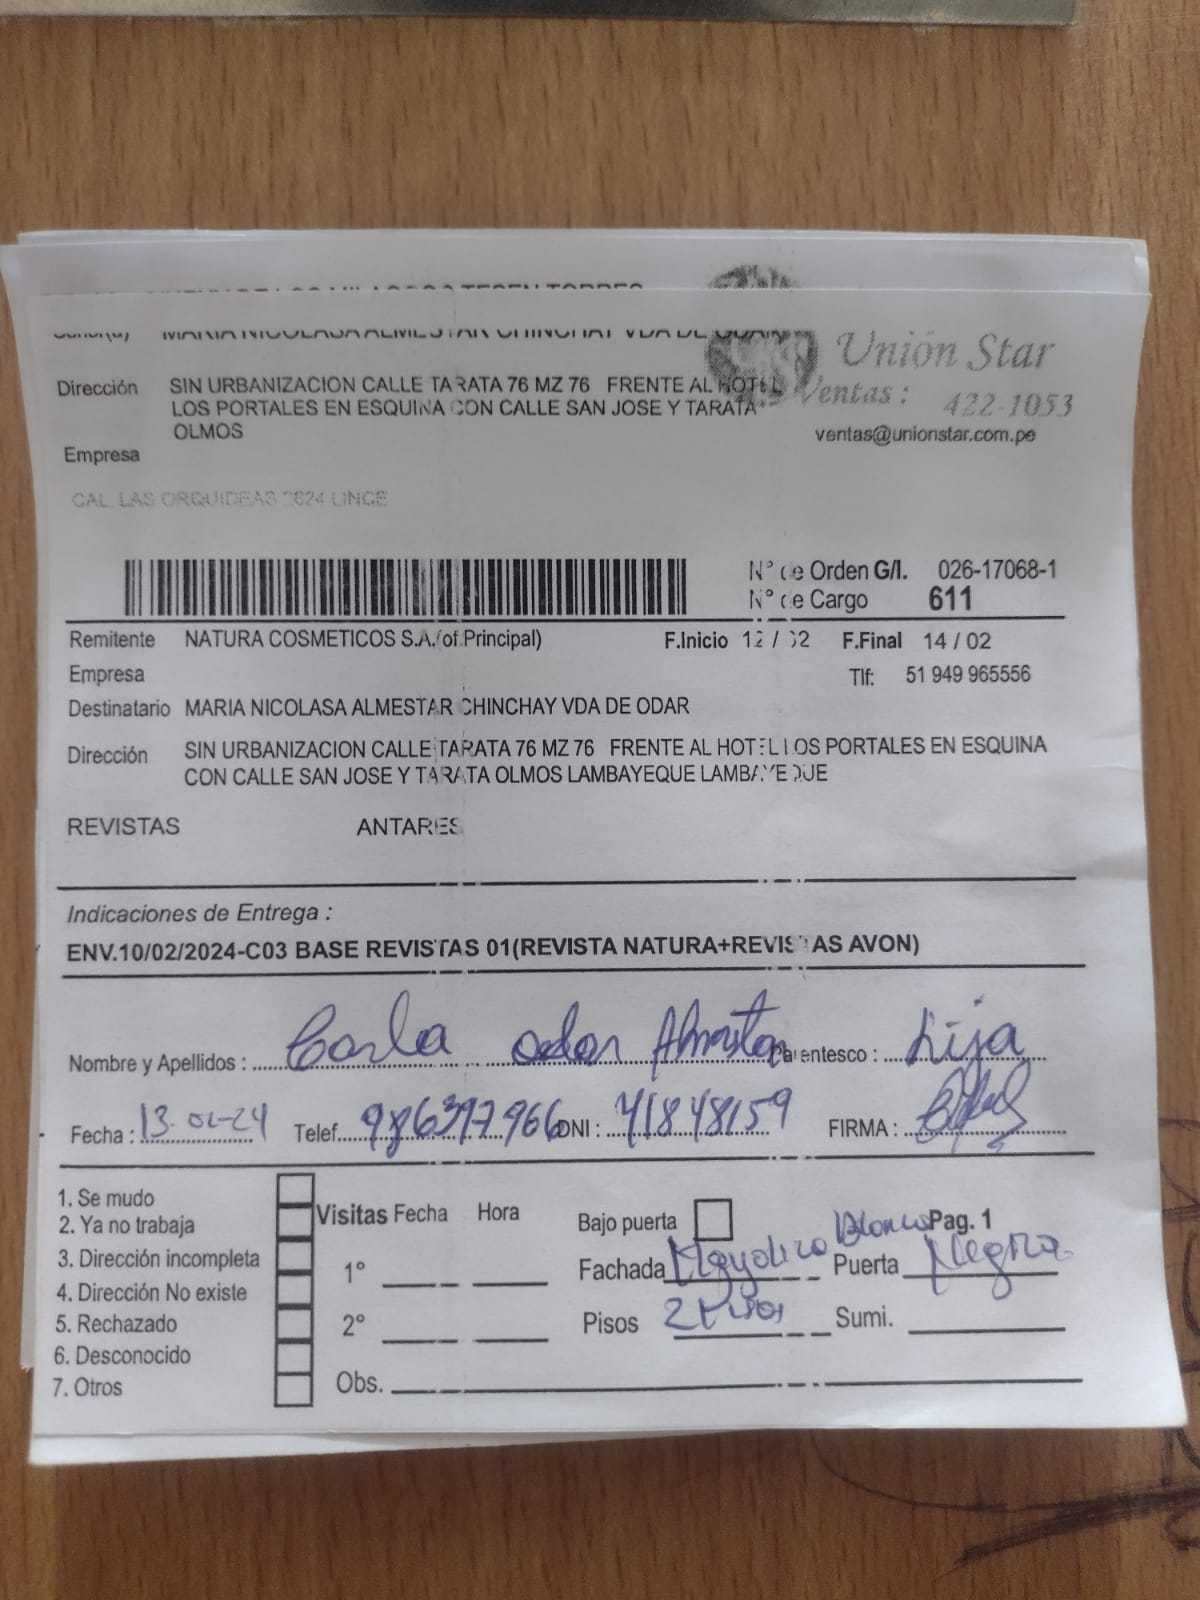 MARIA NICOLASA ALMESTAR CHINCHAY VDA DE ODAR
Unión Star
Dirección SIN URBANIZACION CALLE TARATA 76 MZ 76 FRENTE AL HOTEL
LOS PORTALES EN ESQUINA CON CALLE SAN JOSE Y TARATA
OLMOS
Ventas : 422-1053
ventas@unionstar.com.pe
Empresa
CAL. LAS ORQUIDEAS 2624 LINCE
N° de Orden G/I. 026-17068-1
N° de Cargo 611
Remitente NATURA COSMETICOS S.A.(of.Principal) F.Inicio 12 / 02 F.Final 14 / 02
Empresa Tlf: 51 949 965556
Destinatario MARIA NICOLASA ALMESTAR CHINCHAY VDA DE ODAR
Dirección SIN URBANIZACION CALLE TARATA 76 MZ 76 FRENTE AL HOTEL LOS PORTALES EN ESQUINA
CON CALLE SAN JOSE Y TARATA OLMOS LAMBAYEQUE LAMBAYEQUE
REVISTAS ANTARES
Indicaciones de Entrega :
ENV.10/02/2024-C03 BASE REVISTAS 01(REVISTA NATURA+REVISTAS AVON)
Nombre y Apellidos : Carla odar Almestar Parentesco : Hija
Fecha : 13-02-24 Telef. 986397966 DNI : 41848159 FIRMA :
1. Se mudo
2. Ya no trabaja
3. Dirección incompleta
4. Dirección No existe
5. Rechazado
6. Desconocido
7. Otros
Visitas Fecha Hora
1°
2°
Obs.
Bajo puerta Pag. 1
Fachada Mayolica Blanco Puerta Negra
Pisos 2 Pisos Sumi.